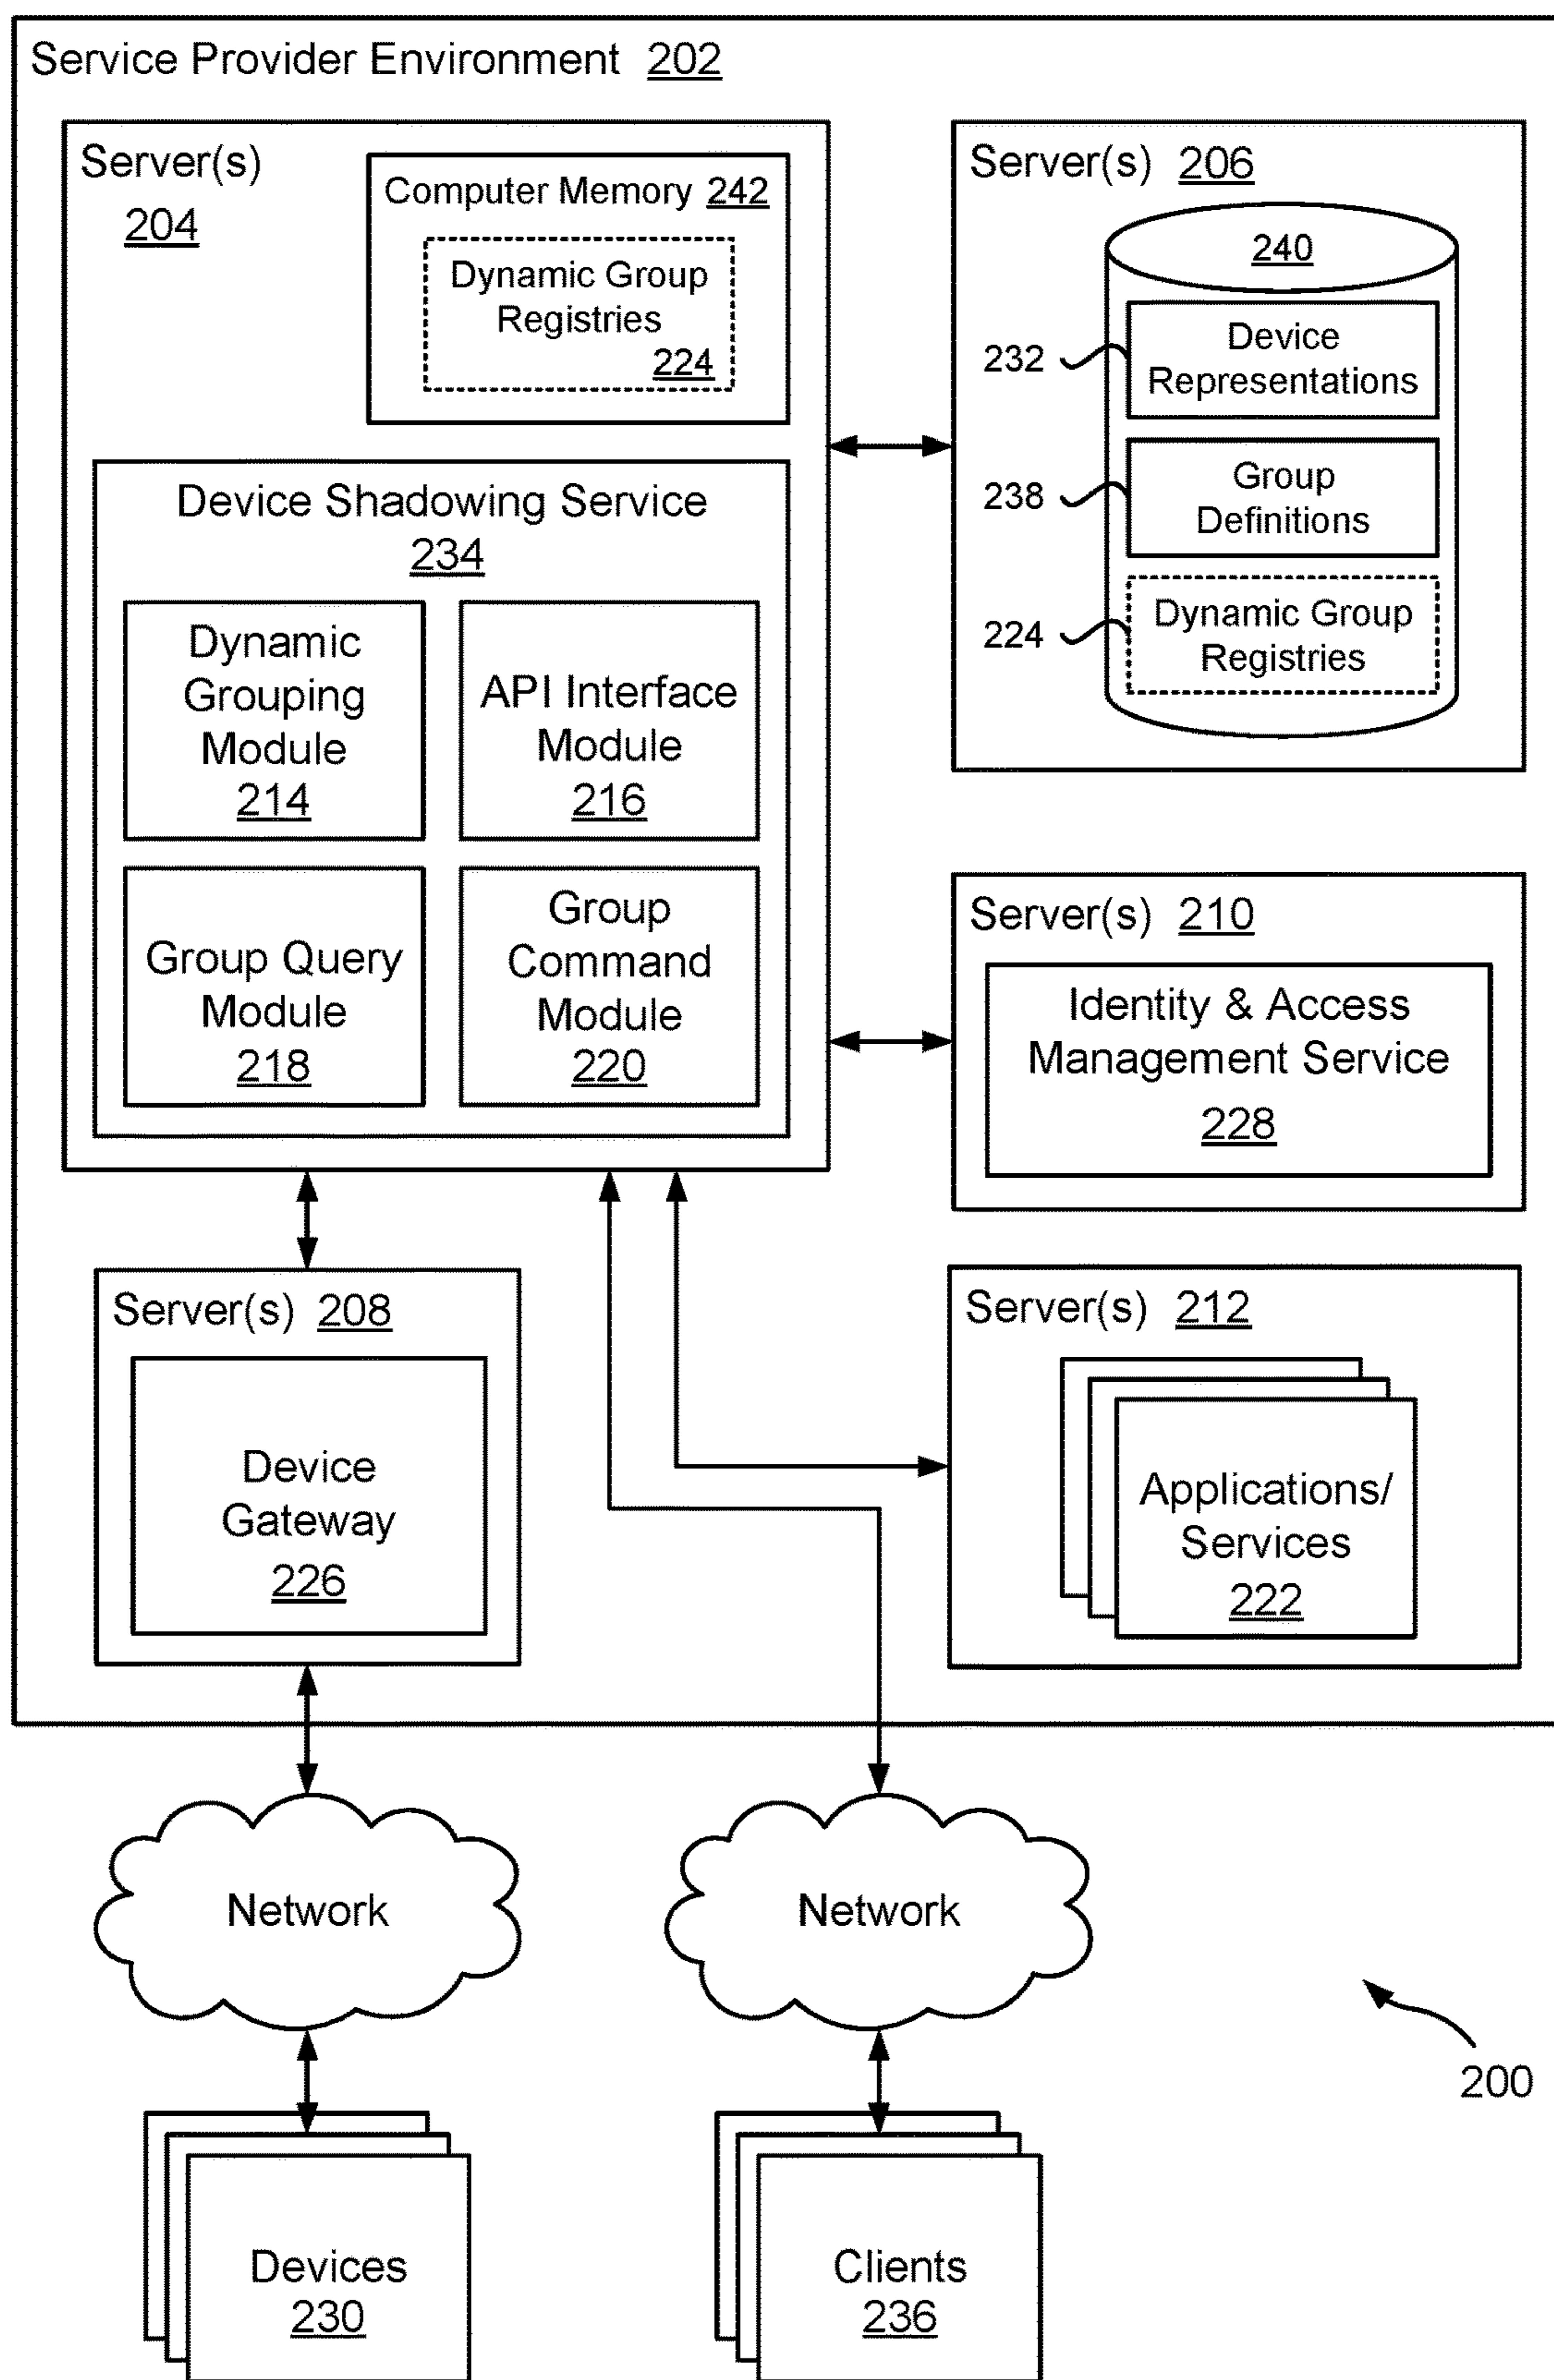 Service Provider Environment 202
Server(s)
204
Computer Memory 242
Dynamic Group
Registries
224
Device Shadowing Service
234
Dynamic
Grouping
Module
214
API Interface
Module
216
Group Query
Module
218
Group
Command
Module
220
Server(s) 206
240
232
Device
Representations
238
Group
Definitions
224
Dynamic Group
Registries
Server(s) 210
Identity & Access
Management Service
228
Server(s) 208
Device
Gateway
226
Server(s) 212
Applications/
Services
222
Network
Network
200
Devices
230
Clients
236